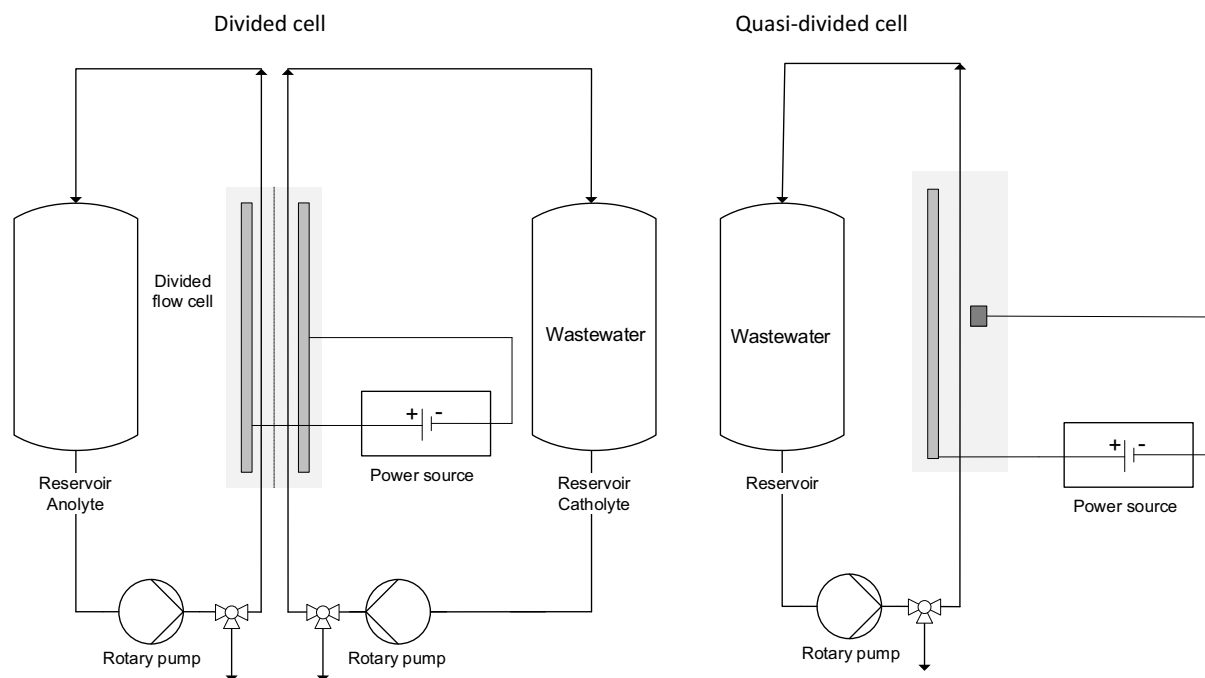 Divided cell
Divided
flow cell
Wastewater
+ -
Power source
Reservoir
Anolyte
Reservoir
Catholyte
Rotary pump
Rotary pump
Quasi-divided cell
Wastewater
+ -
Reservoir
Power source
Rotary pump